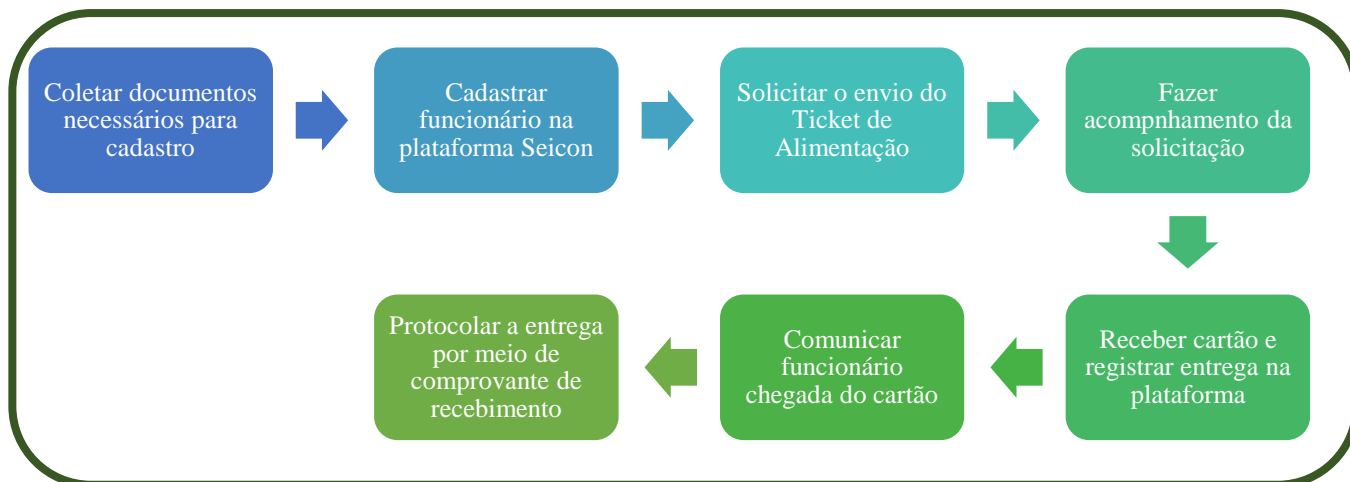 Coletar documentos
necessários para
cadastro
Cadastrar
funcionário na
plataforma Seicon
Solicitar o envio do
Ticket de
Alimentação
Fazer
acompnhamento da
solicitação
Receber cartão e
registrar entrega na
plataforma
Comunicar
funcionário
chegada do cartão
Protocolar a entrega
por meio de
comprovante de
recebimento